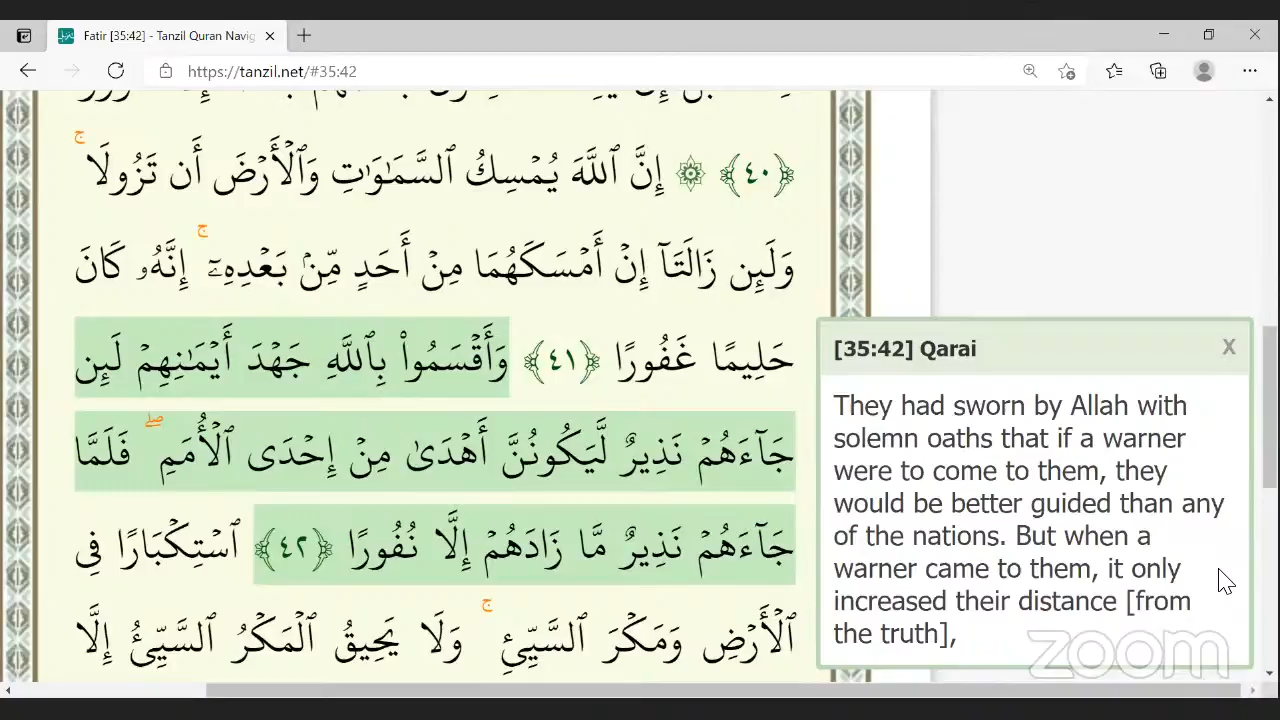 Fatir [35:42] - Tanzil Quran Navig
https://tanzil.net/#35:42
﴿٤٠﴾ ۞ إِنَّ ٱللَّهَ يُمْسِكُ ٱلسَّمَـٰوَٰتِ وَٱلْأَرْضَ أَن تَزُولَا ۚ
وَلَئِن زَالَتَآ إِنْ أَمْسَكَهُمَا مِنْ أَحَدٍ مِّنۢ بَعْدِهِۦٓ ۚ إِنَّهُۥ كَانَ
حَلِيمًا غَفُورًا ﴿٤١﴾ وَأَقْسَمُوا۟ بِٱللَّهِ جَهْدَ أَيْمَـٰنِهِمْ لَئِن
جَآءَهُمْ نَذِيرٌ لَّيَكُونُنَّ أَهْدَىٰ مِنْ إِحْدَى ٱلْأُمَمِ ۖ فَلَمَّا
جَآءَهُمْ نَذِيرٌ مَّا زَادَهُمْ إِلَّا نُفُورًا ﴿٤٢﴾ ٱسْتِكْبَارًا فِى
ٱلْأَرْضِ وَمَكْرَ ٱلسَّيِّئِ ۚ وَلَا يَحِيقُ ٱلْمَكْرُ ٱلسَّيِّئُ إِلَّا
[35:42] Qarai
X
They had sworn by Allah with
solemn oaths that if a warner
were to come to them, they
would be better guided than any
of the nations. But when a
warner came to them, it only
increased their distance [from
the truth],
zoom